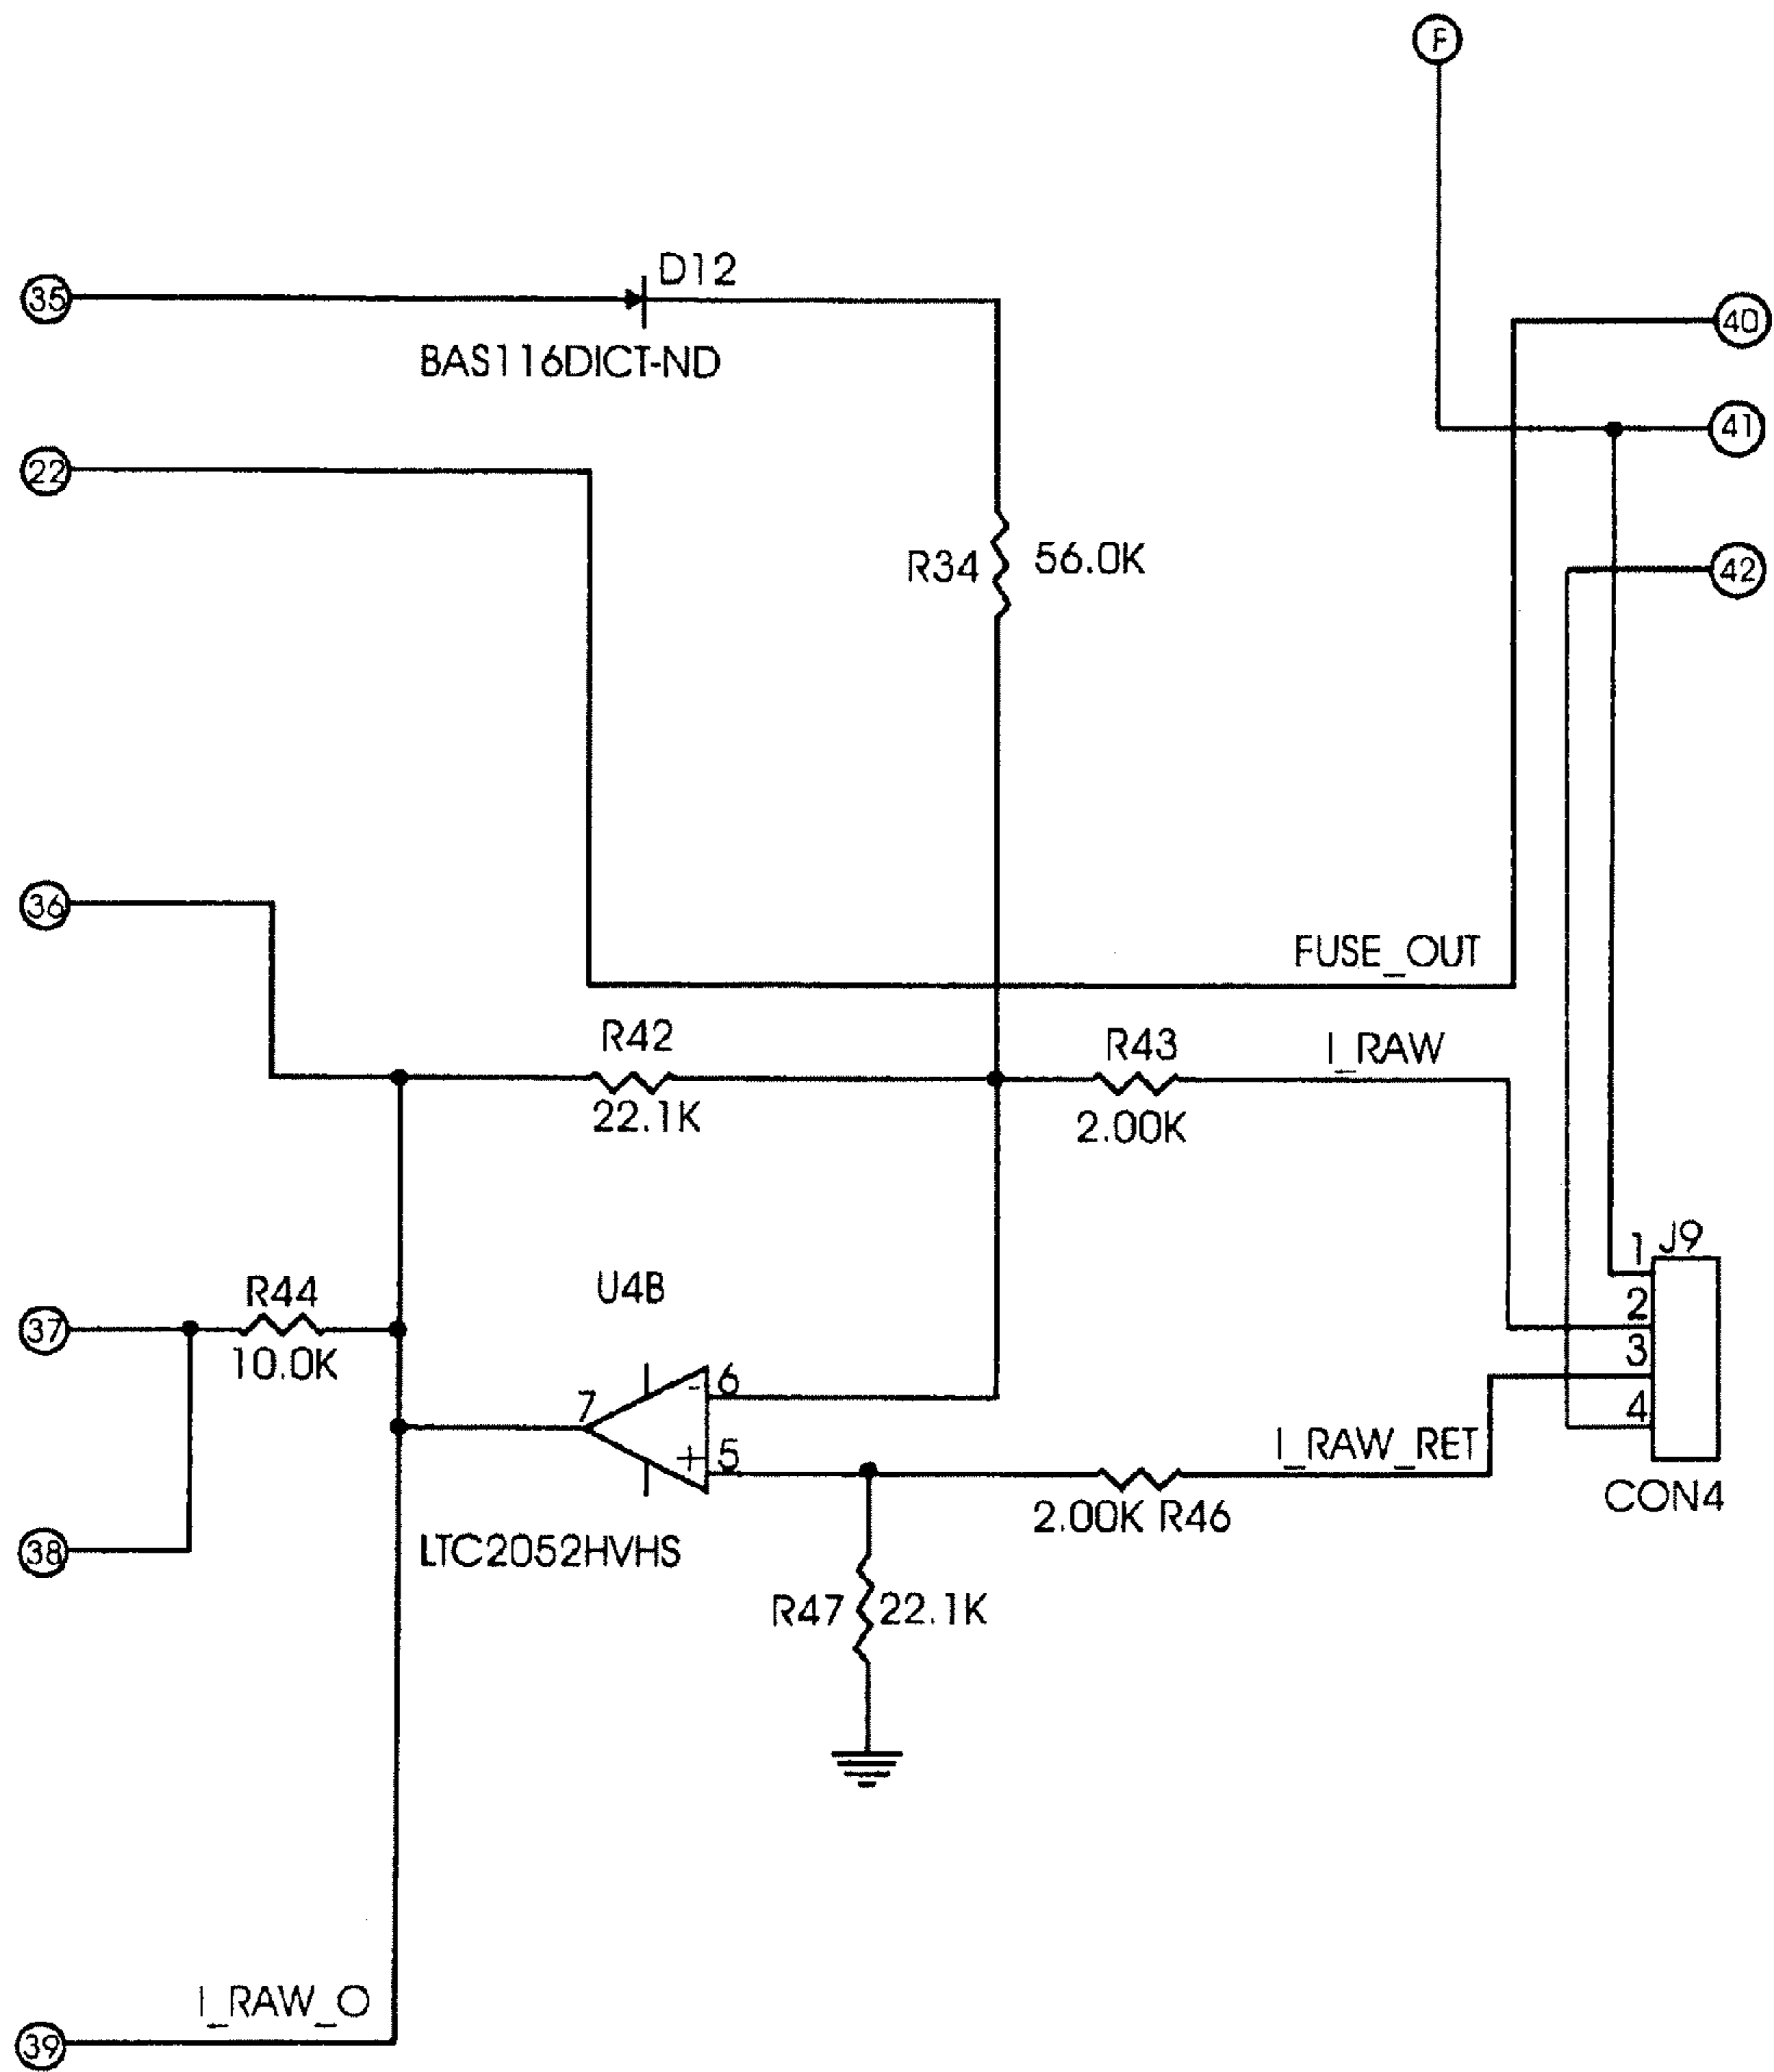 F
D12
35
BAS116DICT-ND
40
41
22
R34 56.0K
42
36
FUSE_OUT
R42
R43
I_RAW
22.1K
2.00K
J9
1
2
3
4
R44
U4B
37
10.0K
-
6
7
+
5
I_RAW_RET
CON4
2.00K R46
38
LTC2052HVHS
R47 22.1K
I_RAW_O
39